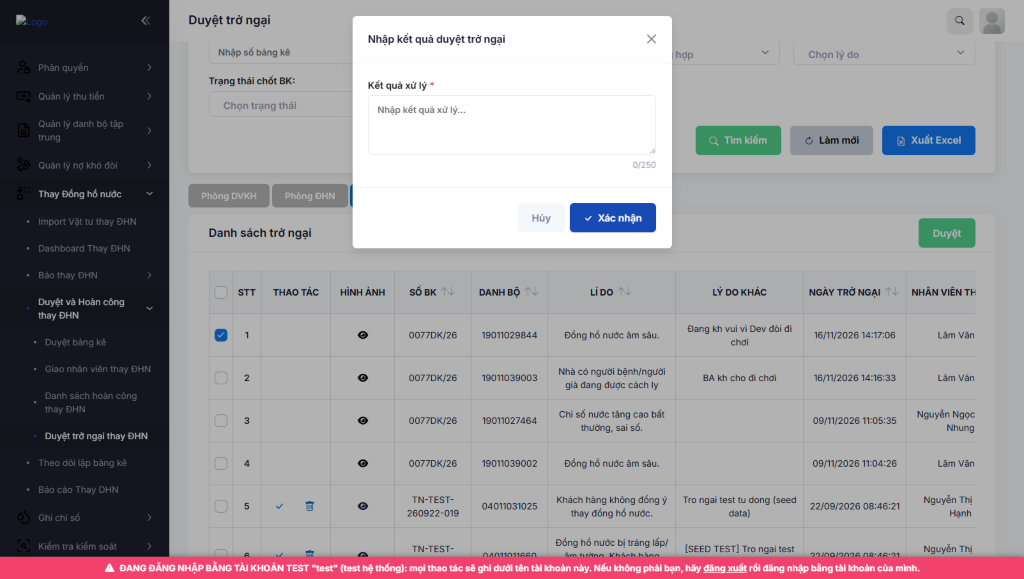 Logo
Duyệt trở ngại
Phân quyền
Quản lý thu tiền
Quản lý danh bộ tập
trung
Quản lý nợ khó đòi
Thay Đồng hồ nước
Import Vật tư thay ĐHN
Dashboard Thay ĐHN
Báo thay ĐHN
Duyệt và Hoàn công
thay ĐHN
Duyệt bảng kê
Giao nhân viên thay ĐHN
Danh sách hoàn công
thay ĐHN
Duyệt trở ngại thay ĐHN
Theo dõi lập bảng kê
Báo cáo Thay DHN
Ghi chỉ số
Kiểm tra kiểm soát
Nhập số bảng kê
hợp
Chọn lý do
Trạng thái chốt BK:
Chọn trạng thái
Tìm kiếm
Làm mới
Xuất Excel
Nhập kết quả duyệt trở ngại
Kết quả xử lý *
Nhập kết quả xử lý...
0/250
Hủy
Xác nhận
Phòng DVKH
Phòng ĐHN
Danh sách trở ngại
Duyệt
STT THAO TÁC HÌNH ẢNH SỐ BK DANH BỘ LÍ DO LÝ DO KHÁC NGÀY TRỞ NGẠI NHÂN VIÊN TH
1 0077DK/26 19011029844 Đồng hồ nước âm sâu. Đang kh vui vì Dev đòi đi
chơi 16/11/2026 14:17:06 Lâm Văn
2 0077DK/26 19011039003 Nhà có người bệnh/người
già đang được cách ly BA kh cho đi chơi 16/11/2026 14:16:33 Lâm Văn
3 0077DK/26 19011027464 Chỉ số nước tăng cao bất
thường, sai số. 09/11/2026 11:05:35 Nguyễn Ngọc
Nhung
4 0077DK/26 19011039002 Đồng hồ nước âm sâu. 09/11/2026 11:04:26 Lâm Văn
5 TN-TEST-
260922-019 04011031025 Khách hàng không đồng ý
thay đồng hồ nước. Tro ngai test tu dong (seed
data) 22/09/2026 08:46:21 Nguyễn Thị
Hạnh
6 TN-TEST- 04011011660 Đồng hồ bị tráng lấp/
âm tường. Khách hàng [SEED TEST] Tro ngai test 22/09/2026 08:46:21 Nguyễn Thị
ĐANG ĐĂNG NHẬP BẰNG TÀI KHOẢN TEST "test" (test hệ thống): mọi thao tác sẽ ghi dưới tên tài khoản này. Nếu không phải bạn, hãy đăng xuất rồi đăng nhập bằng tài khoản của mình.